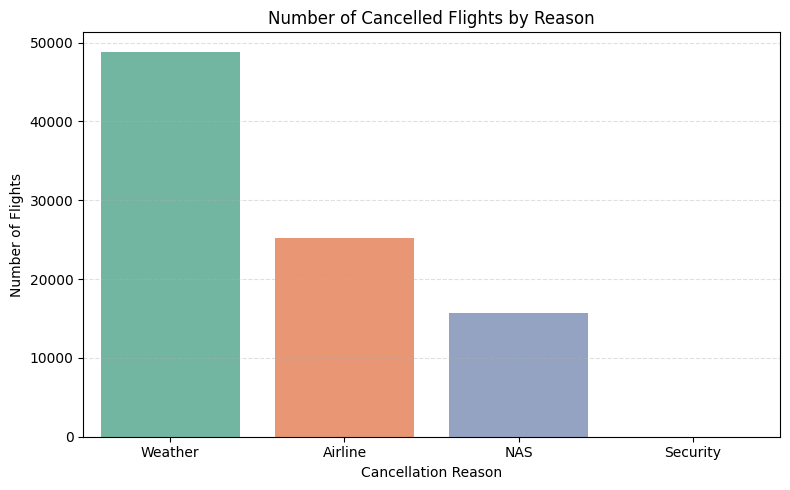 Number of Cancelled Flights by Reason
Number of Flights
50000
40000
30000
20000
10000
0
Weather
Airline
NAS
Security
Cancellation Reason